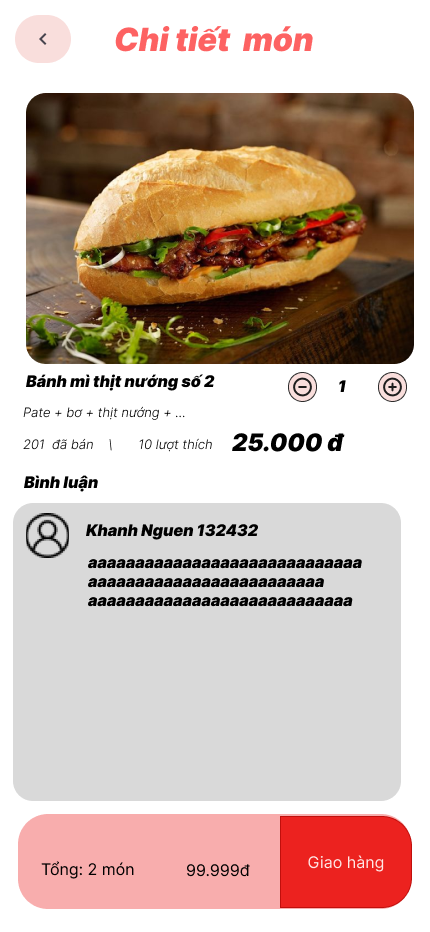 Chi tiết món
Bánh mì thịt nướng số 2
1
Pate + bơ + thịt nướng + ...
201 đã bán \ 10 lượt thích
25.000 đ
Bình luận
Khanh Nguen 132432
aaaaaaaaaaaaaaaaaaaaaaaaaaaaa
aaaaaaaaaaaaaaaaaaaaaaaaa
aaaaaaaaaaaaaaaaaaaaaaaaaaaa
Tổng: 2 món
99.999đ
Giao hàng